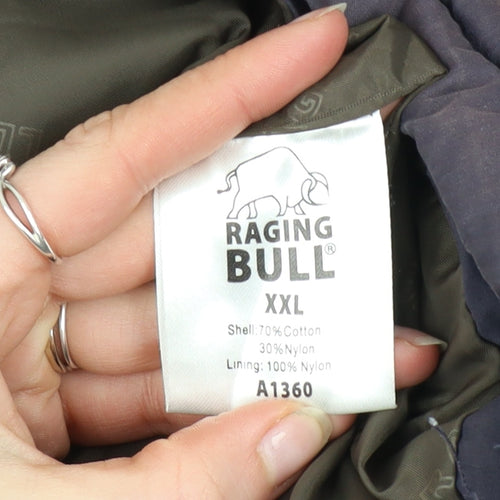 RAGING
BULL®
XXL
Shell:70%Cotton
30%Nylon
Lining: 100% Nylon
A1360